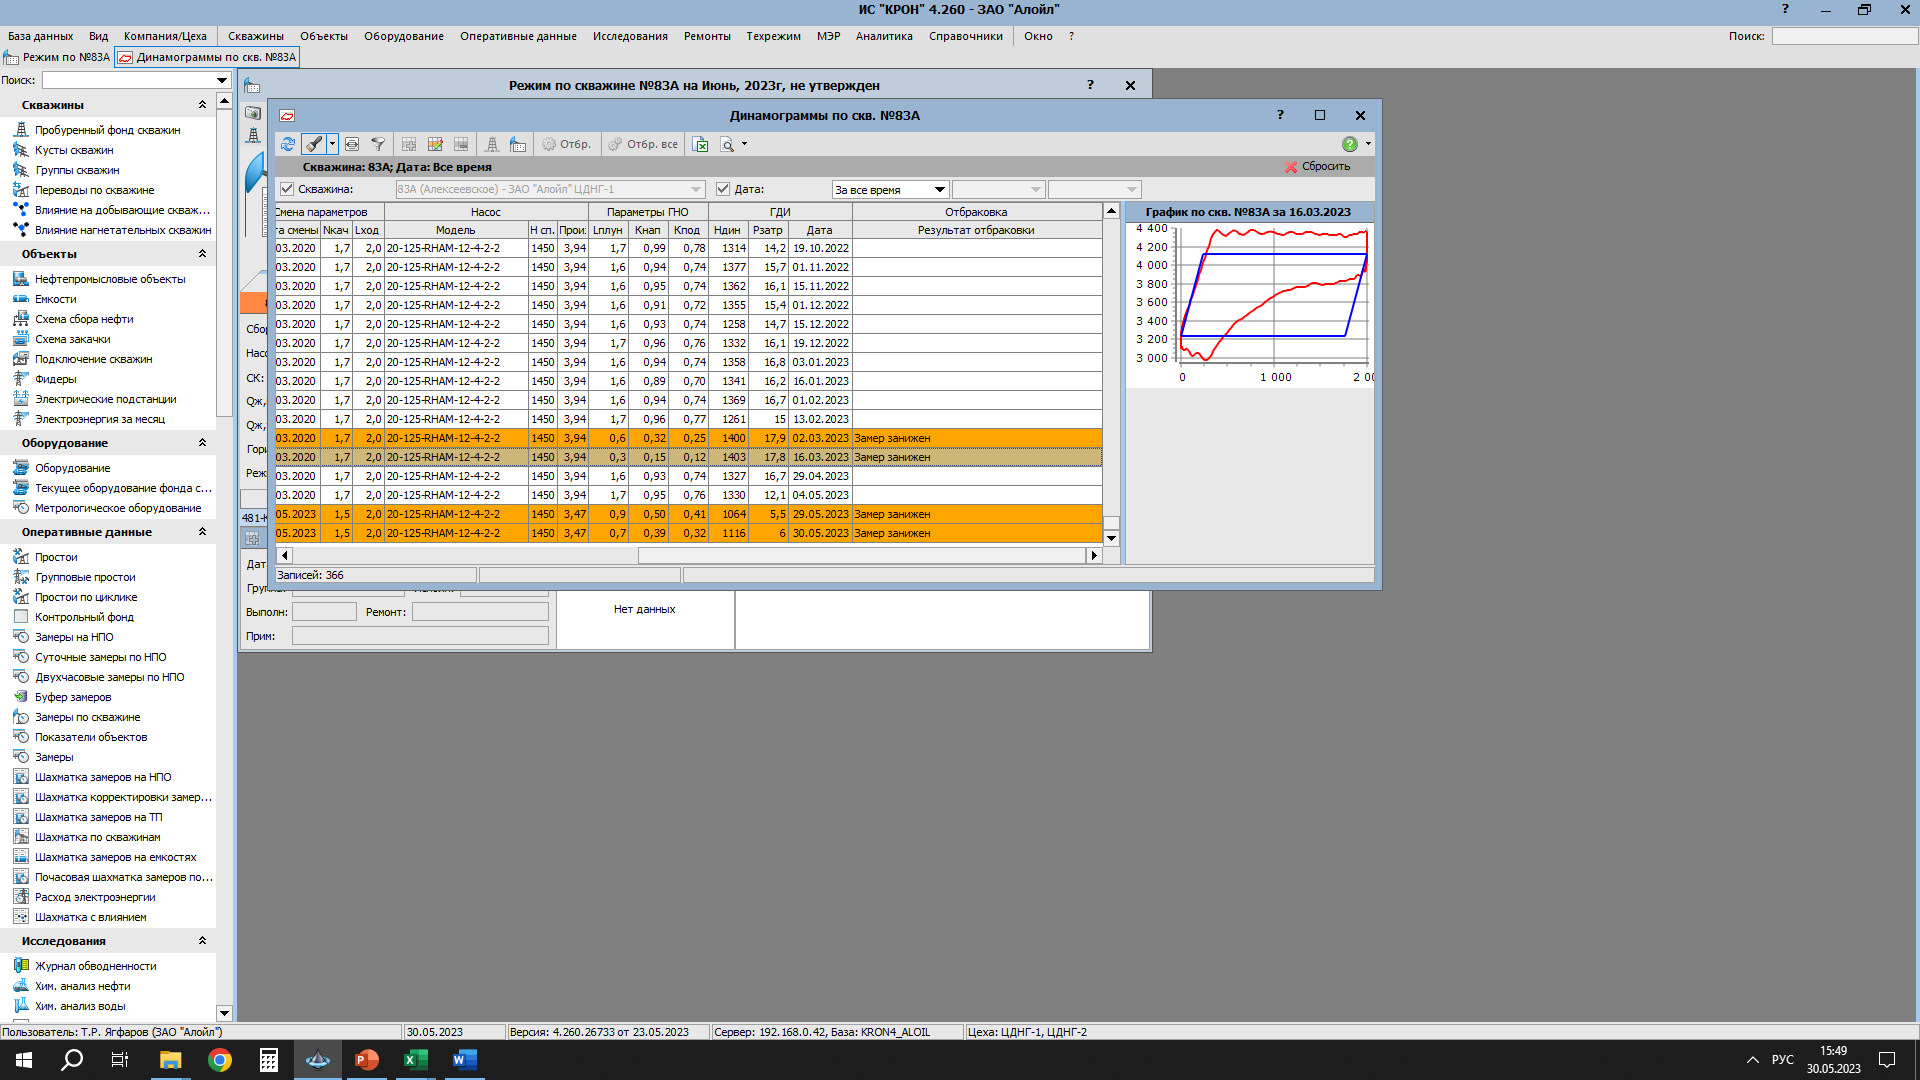 ИС "КРОН" 4.260 - ЗАО "Алойл"
?
База данных Вид Компания/Цеха Скважины Объекты Оборудование Оперативные данные Исследования Ремонты Техрежим МЭР Аналитика Справочники Окно ? Поиск:
Режим по №83А Динамограммы по скв. №83А
Поиск:
Скважины
Пробуренный фонд скважин
Кусты скважин
Группы скважин
Переводы по скважине
Влияние на добывающие скваж...
Влияние нагнетательных скважин
Объекты
Нефтепромысловые объекты
Емкости
Схема сбора нефти
Схема закачки
Подключение скважин
Фидеры
Электрические подстанции
Электроэнергия за месяц
Оборудование
Оборудование
Текущее оборудование фонда с...
Метрологическое оборудование
Оперативные данные
Простои
Групповые простои
Простои по циклике
Контрольный фонд
Замеры на НПО
Суточные замеры по НПО
Двухчасовые замеры по НПО
Буфер замеров
Замеры по скважине
Показатели объектов
Замеры
Шахматка замеров на НПО
Шахматка корректировки замер...
Шахматка замеров на ТП
Шахматка по скважинам
Шахматка замеров на емкостях
Почасовая шахматка замеров по...
Расход электроэнергии
Шахматка с влиянием
Исследования
Журнал обводненности
Хим. анализ нефти
Хим. анализ воды
Режим по скважине №83А на Июнь, 2023г, не утвержден
?
Сбор
Насо
СК:
Qж,
Qж,
Гори
Реж
481-К
Дат
Групп
Выполн: Ремонт:
Прим:
Нет данных
Динамограммы по скв. №83А
?
Отбр. Отбр. все ?
Скважина: 83А; Дата: Все время Сбросить
Скважина: 83А (Алексеевское) - ЗАО "Алойл" ЦДНГ-1 Дата: За все время
Смена параметров Насос Параметры ГНО ГДИ Отбраковка
та смены Nкач Lход Модель Н сп. Произ Lплун Кнап Кпод Ндин Рзатр Дата Результат отбраковки
03.2020 1,7 2,0 20-125-RHAM-12-4-2-2 1450 3,94 1,7 0,99 0,78 1314 14,2 19.10.2022
03.2020 1,7 2,0 20-125-RHAM-12-4-2-2 1450 3,94 1,6 0,94 0,74 1377 15,7 01.11.2022
03.2020 1,7 2,0 20-125-RHAM-12-4-2-2 1450 3,94 1,6 0,95 0,74 1362 16,1 15.11.2022
03.2020 1,7 2,0 20-125-RHAM-12-4-2-2 1450 3,94 1,6 0,91 0,72 1355 15,4 01.12.2022
03.2020 1,7 2,0 20-125-RHAM-12-4-2-2 1450 3,94 1,6 0,93 0,74 1258 14,7 15.12.2022
03.2020 1,7 2,0 20-125-RHAM-12-4-2-2 1450 3,94 1,7 0,96 0,76 1332 16,1 19.12.2022
03.2020 1,7 2,0 20-125-RHAM-12-4-2-2 1450 3,94 1,6 0,94 0,74 1358 16,8 03.01.2023
03.2020 1,7 2,0 20-125-RHAM-12-4-2-2 1450 3,94 1,6 0,89 0,70 1341 16,2 16.01.2023
03.2020 1,7 2,0 20-125-RHAM-12-4-2-2 1450 3,94 1,6 0,94 0,74 1369 16,7 01.02.2023
03.2020 1,7 2,0 20-125-RHAM-12-4-2-2 1450 3,94 1,7 0,96 0,77 1261 15 13.02.2023
03.2020 1,7 2,0 20-125-RHAM-12-4-2-2 1450 3,94 0,6 0,32 0,25 1400 17,9 02.03.2023 Замер занижен
03.2020 1,7 2,0 20-125-RHAM-12-4-2-2 1450 3,94 0,3 0,15 0,12 1403 17,8 16.03.2023 Замер занижен
03.2020 1,7 2,0 20-125-RHAM-12-4-2-2 1450 3,94 1,6 0,93 0,74 1327 16,7 29.04.2023
03.2020 1,7 2,0 20-125-RHAM-12-4-2-2 1450 3,94 1,7 0,95 0,76 1330 12,1 04.05.2023
05.2023 1,5 2,0 20-125-RHAM-12-4-2-2 1450 3,47 0,9 0,50 0,41 1064 5,5 29.05.2023 Замер занижен
05.2023 1,5 2,0 20-125-RHAM-12-4-2-2 1450 3,47 0,7 0,39 0,32 1116 6 30.05.2023 Замер занижен
Записей: 366
График по скв. №83А за 16.03.2023
4 400
4 200
4 000
3 800
3 600
3 400
3 200
3 000
0 1 000 2 00
Пользователь: Т.Р. Ягфаров (ЗАО "Алойл") 30.05.2023 Версия: 4.260.26733 от 23.05.2023 Сервер: 192.168.0.42, База: KRON4_ALOIL Цеха: ЦДНГ-1, ЦДНГ-2
РУС
15:49
30.05.2023